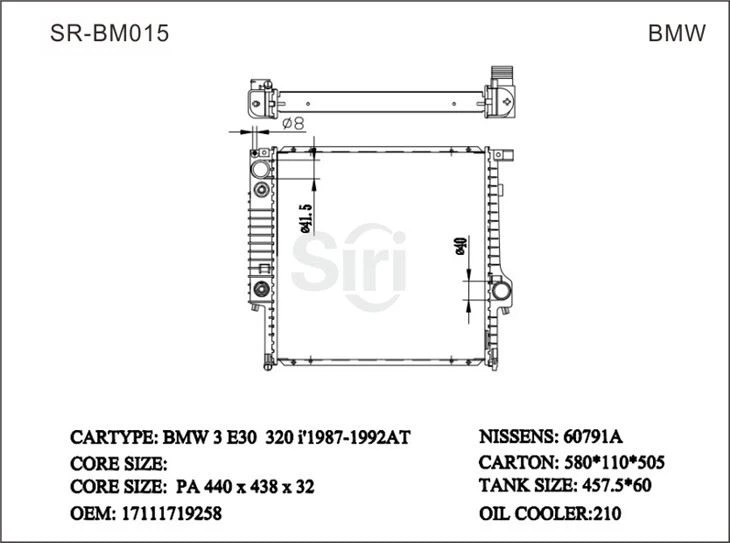 SR-BM015
BMW
ø8
ø41.5
ø40
Siri
CARTYPE: BMW 3 E30 320 i'1987-1992AT
CORE SIZE:
CORE SIZE: PA 440 x 438 x 32
OEM: 17111719258
NISSENS: 60791A
CARTON: 580*110*505
TANK SIZE: 457.5*60
OIL COOLER:210